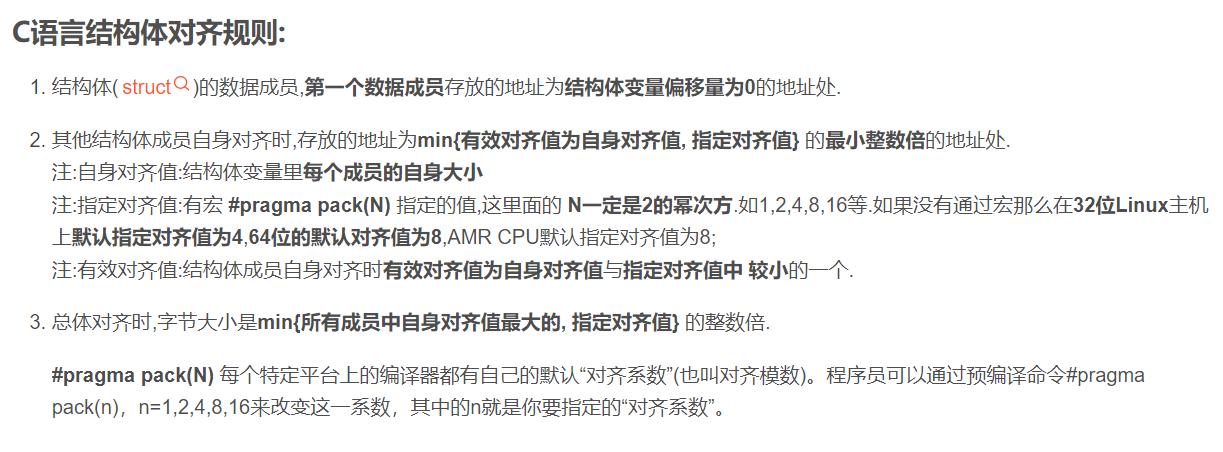 C语言结构体对齐规则:
1. 结构体( struct )的数据成员,第一个数据成员存放的地址为结构体变量偏移量为0的地址处.
2. 其他结构体成员自身对齐时,存放的地址为min{有效对齐值为自身对齐值, 指定对齐值} 的最小整数倍的地址处.
注:自身对齐值:结构体变量里每个成员的自身大小
注:指定对齐值:有宏 #pragma pack(N) 指定的值,这里面的 N一定是2的幂次方.如1,2,4,8,16等.如果没有通过宏那么在32位Linux主机
上默认指定对齐值为4,64位的默认对齐值为8,AMR CPU默认指定对齐值为8;
注:有效对齐值:结构体成员自身对齐时有效对齐值为自身对齐值与指定对齐值中 较小的一个.
3. 总体对齐时,字节大小是min{所有成员中自身对齐值最大的, 指定对齐值} 的整数倍.
#pragma pack(N) 每个特定平台上的编译器都有自己的默认“对齐系数”(也叫对齐模数)。程序员可以通过预编译命令#pragma
pack(n)，n=1,2,4,8,16来改变这一系数，其中的n就是你要指定的“对齐系数”。